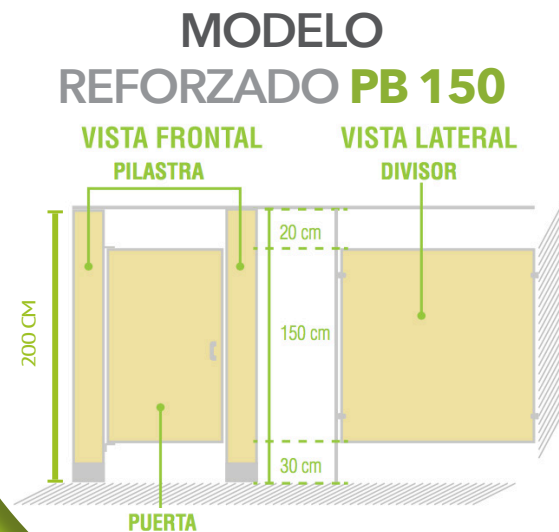 MODELO
REFORZADO PB 150
VISTA FRONTAL
VISTA LATERAL
PILASTRA
DIVISOR
20 cm
200 CM
150 cm
30 cm
PUERTA